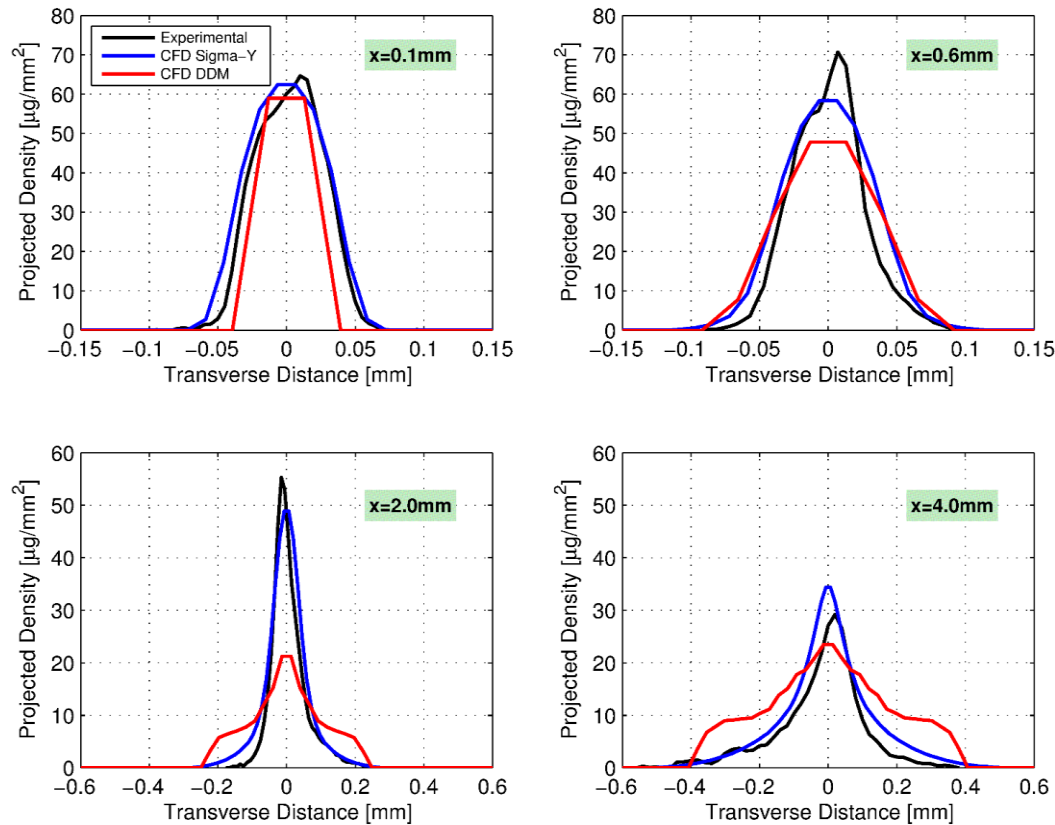 80
70
60
50
40
30
20
10
0
Experimental
CFD Sigma-Y
CFD DDM
x=0.1mm
Projected Density [µg/mm²]
−0.15 −0.1 −0.05 0 0.05 0.1 0.15
Transverse Distance [mm]
80
70
60
50
40
30
20
10
0
x=0.6mm
Projected Density [µg/mm²]
−0.15 −0.1 −0.05 0 0.05 0.1 0.15
Transverse Distance [mm]
60
50
40
30
20
10
0
x=2.0mm
Projected Density [µg/mm²]
−0.6 −0.4 −0.2 0 0.2 0.4 0.6
Transverse Distance [mm]
60
50
40
30
20
10
0
x=4.0mm
Projected Density [µg/mm²]
−0.6 −0.4 −0.2 0 0.2 0.4 0.6
Transverse Distance [mm]